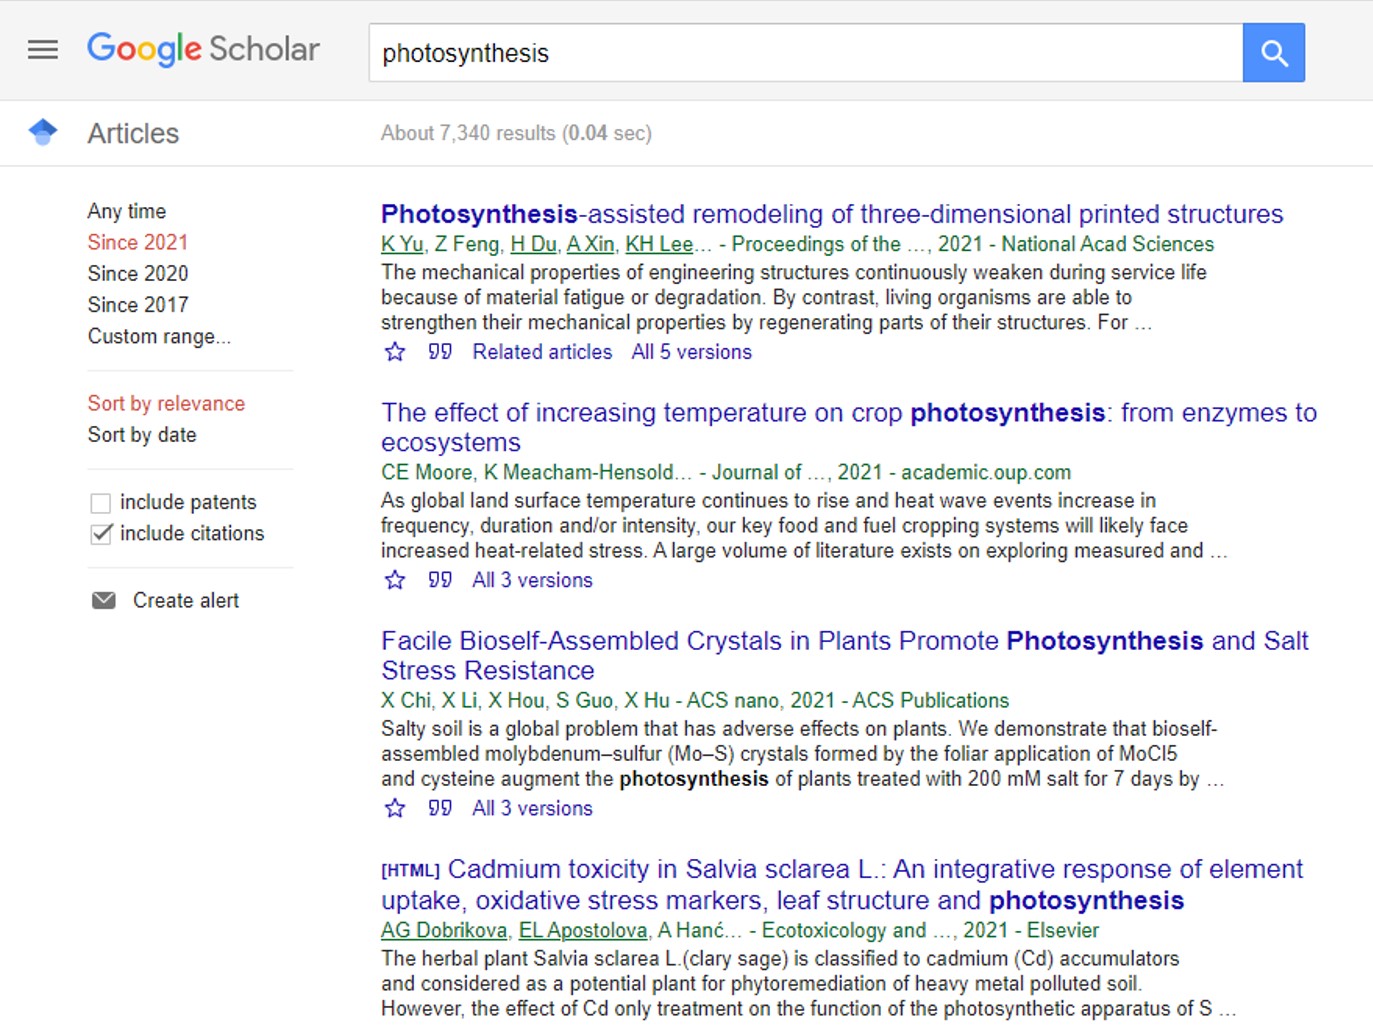 Google Scholar
photosynthesis
Articles
About 7,340 results (0.04 sec)
Any time
Since 2021
Since 2020
Since 2017
Custom range...
Sort by relevance
Sort by date
include patents
include citations
Create alert
Photosynthesis-assisted remodeling of three-dimensional printed structures
K Yu, Z Feng, H Du, A Xin, KH Lee… - Proceedings of the …, 2021 - National Acad Sciences
The mechanical properties of engineering structures continuously weaken during service life
because of material fatigue or degradation. By contrast, living organisms are able to
strengthen their mechanical properties by regenerating parts of their structures. For …
Related articles All 5 versions
The effect of increasing temperature on crop photosynthesis: from enzymes to
ecosystems
CE Moore, K Meacham-Hensold… - Journal of …, 2021 - academic.oup.com
As global land surface temperature continues to rise and heat wave events increase in
frequency, duration and/or intensity, our key food and fuel cropping systems will likely face
increased heat-related stress. A large volume of literature exists on exploring measured and …
All 3 versions
Facile Bioself-Assembled Crystals in Plants Promote Photosynthesis and Salt
Stress Resistance
X Chi, X Li, X Hou, S Guo, X Hu - ACS nano, 2021 - ACS Publications
Salty soil is a global problem that has adverse effects on plants. We demonstrate that bioself-
assembled molybdenum–sulfur (Mo–S) crystals formed by the foliar application of MoCl5
and cysteine augment the photosynthesis of plants treated with 200 mM salt for 7 days by …
All 3 versions
[HTML] Cadmium toxicity in Salvia sclarea L.: An integrative response of element
uptake, oxidative stress markers, leaf structure and photosynthesis
AG Dobrikova, EL Apostolova, A Hanć… - Ecotoxicology and …, 2021 - Elsevier
The herbal plant Salvia sclarea L.(clary sage) is classified to cadmium (Cd) accumulators
and considered as a potential plant for phytoremediation of heavy metal polluted soil.
However, the effect of Cd only treatment on the function of the photosynthetic apparatus of S …